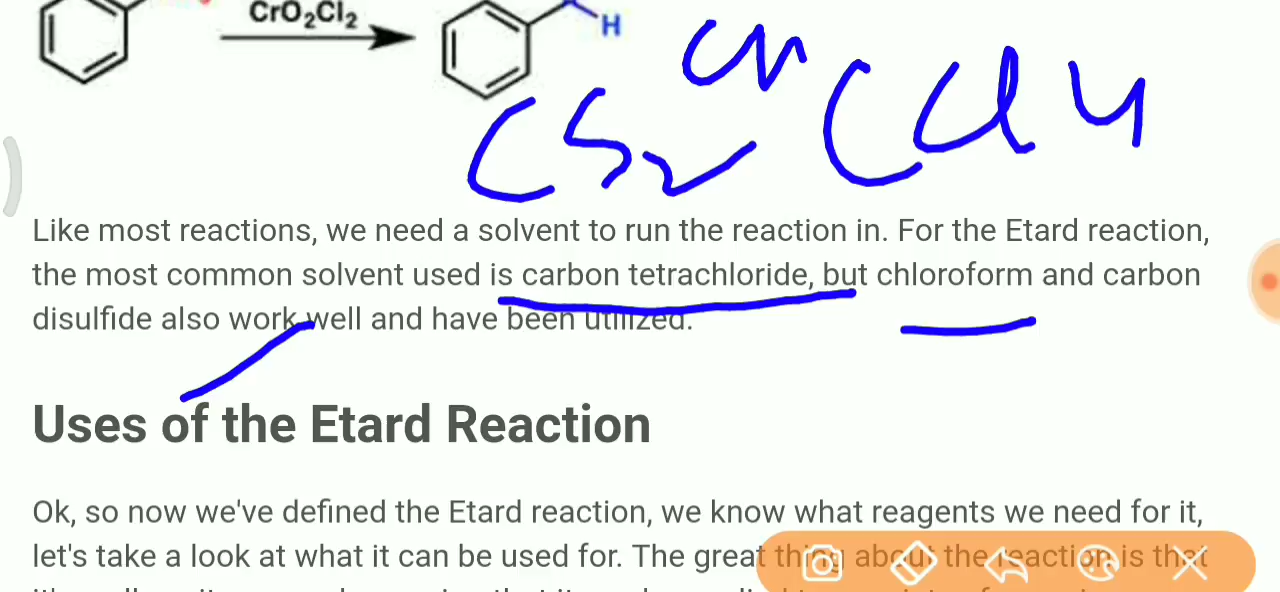 CrO2Cl2
H
CS2 CCl4
Like most reactions, we need a solvent to run the reaction in. For the Etard reaction,
the most common solvent used is carbon tetrachloride, but chloroform and carbon
disulfide also work well and have been utilized.
Uses of the Etard Reaction
Ok, so now we've defined the Etard reaction, we know what reagents we need for it,
let's take a look at what it can be used for. The great thing about the reaction is that